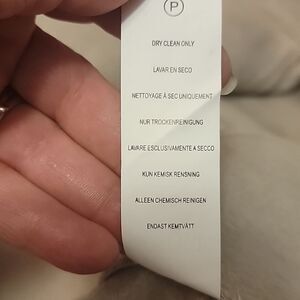 P
DRY CLEAN ONLY
LAVAR EN SECO
NETTOYAGE À SEC UNIQUEMENT
NUR TROCKENREINIGUNG
LAVARE ESCLUSIVAMENTE A SECCO
KUN KEMISK RENSNING
ALLEEN CHEMISCH REINIGEN
ENDAST KEMTVÄTT